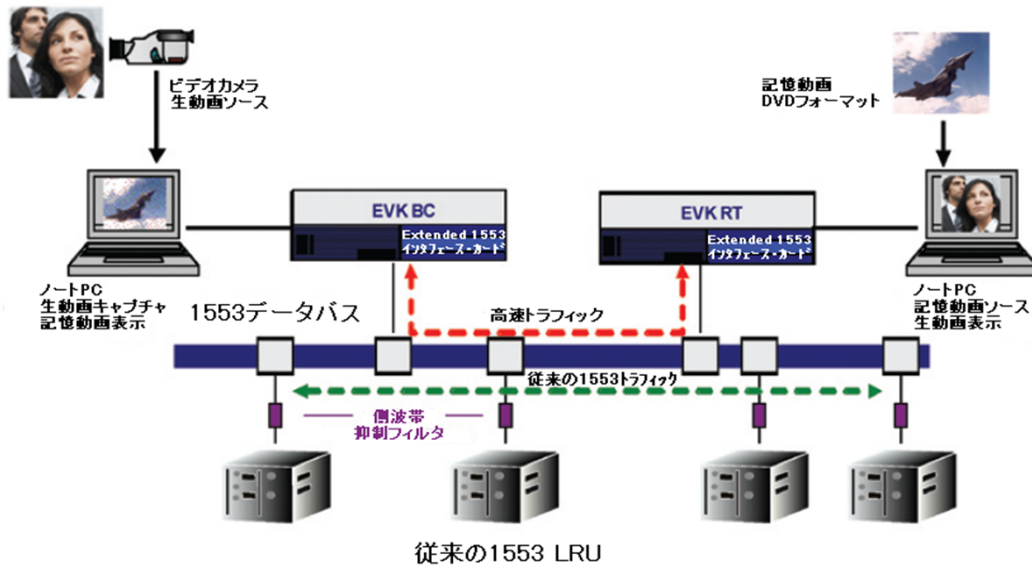 ビデオカメラ
生動画ソース
記憶動画
DVDフォーマット
EVK BC
Extended 1553
インタフェース・カード
EVK RT
Extended 1553
インタフェース・カード
ノートPC
生動画キャプチャ
記憶動画表示
1553データバス
高速トラフィック
ノートPC
記憶動画ソース
生動画表示
従来の1553トラフィック
側波帯
抑制フィルタ
従来の1553 LRU